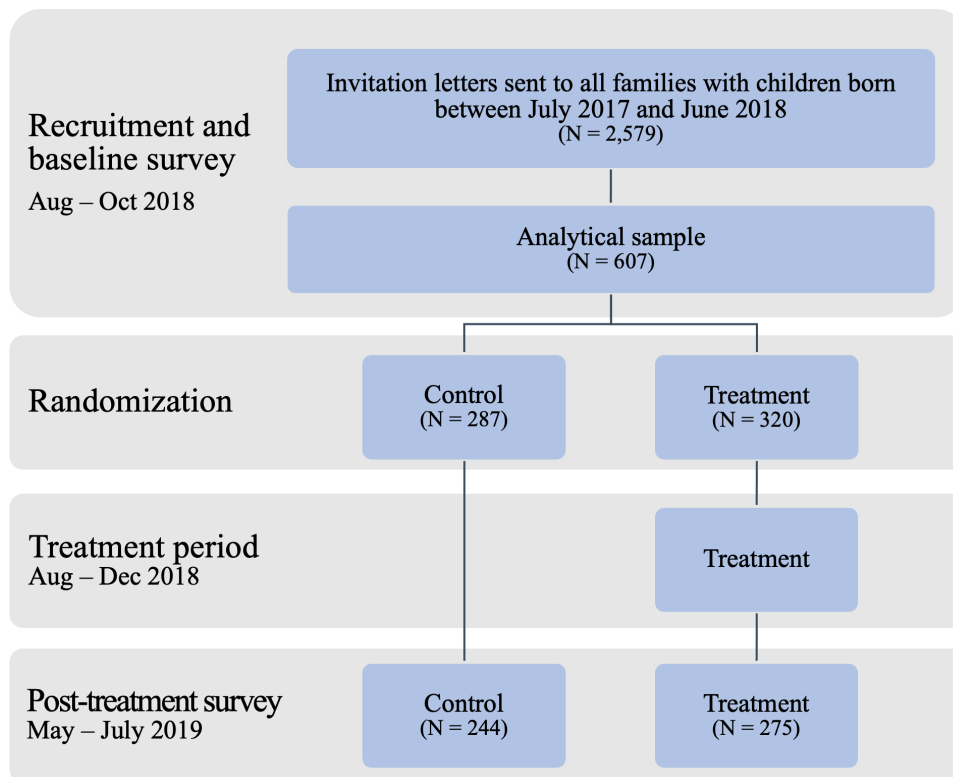 Recruitment and
baseline survey
Aug – Oct 2018
Invitation letters sent to all families with children born
between July 2017 and June 2018
(N = 2,579)
Analytical sample
(N = 607)
Randomization
Control
(N = 287)
Treatment
(N = 320)
Treatment period
Aug – Dec 2018
Treatment
Post-treatment survey
May – July 2019
Control
(N = 244)
Treatment
(N = 275)